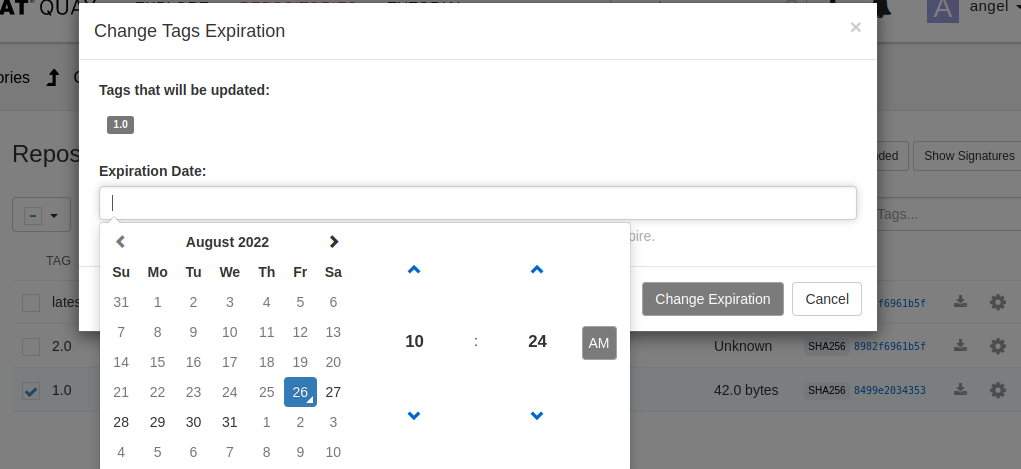 QUAY
angel
A
Change Tags Expiration
×
ories
Tags that will be updated:
1.0
Repos
Show Signatures
Expiration Date:
Tags...
August 2022
pire.
TAG
Su Mo Tu We Th Fr Sa
31 1 2 3 4 5 6
Change Expiration
Cancel
lates
7 8 9 10 11 12 13
10 : 24 AM
2.0
Unknown
SHA256 8982f6961b5f
14 15 16 17 18 19 20
1.0
21 22 23 24 25 26 27
42.0 bytes
SHA256 8499e2034353
28 29 30 31 1 2 3
4 5 6 7 8 9 10